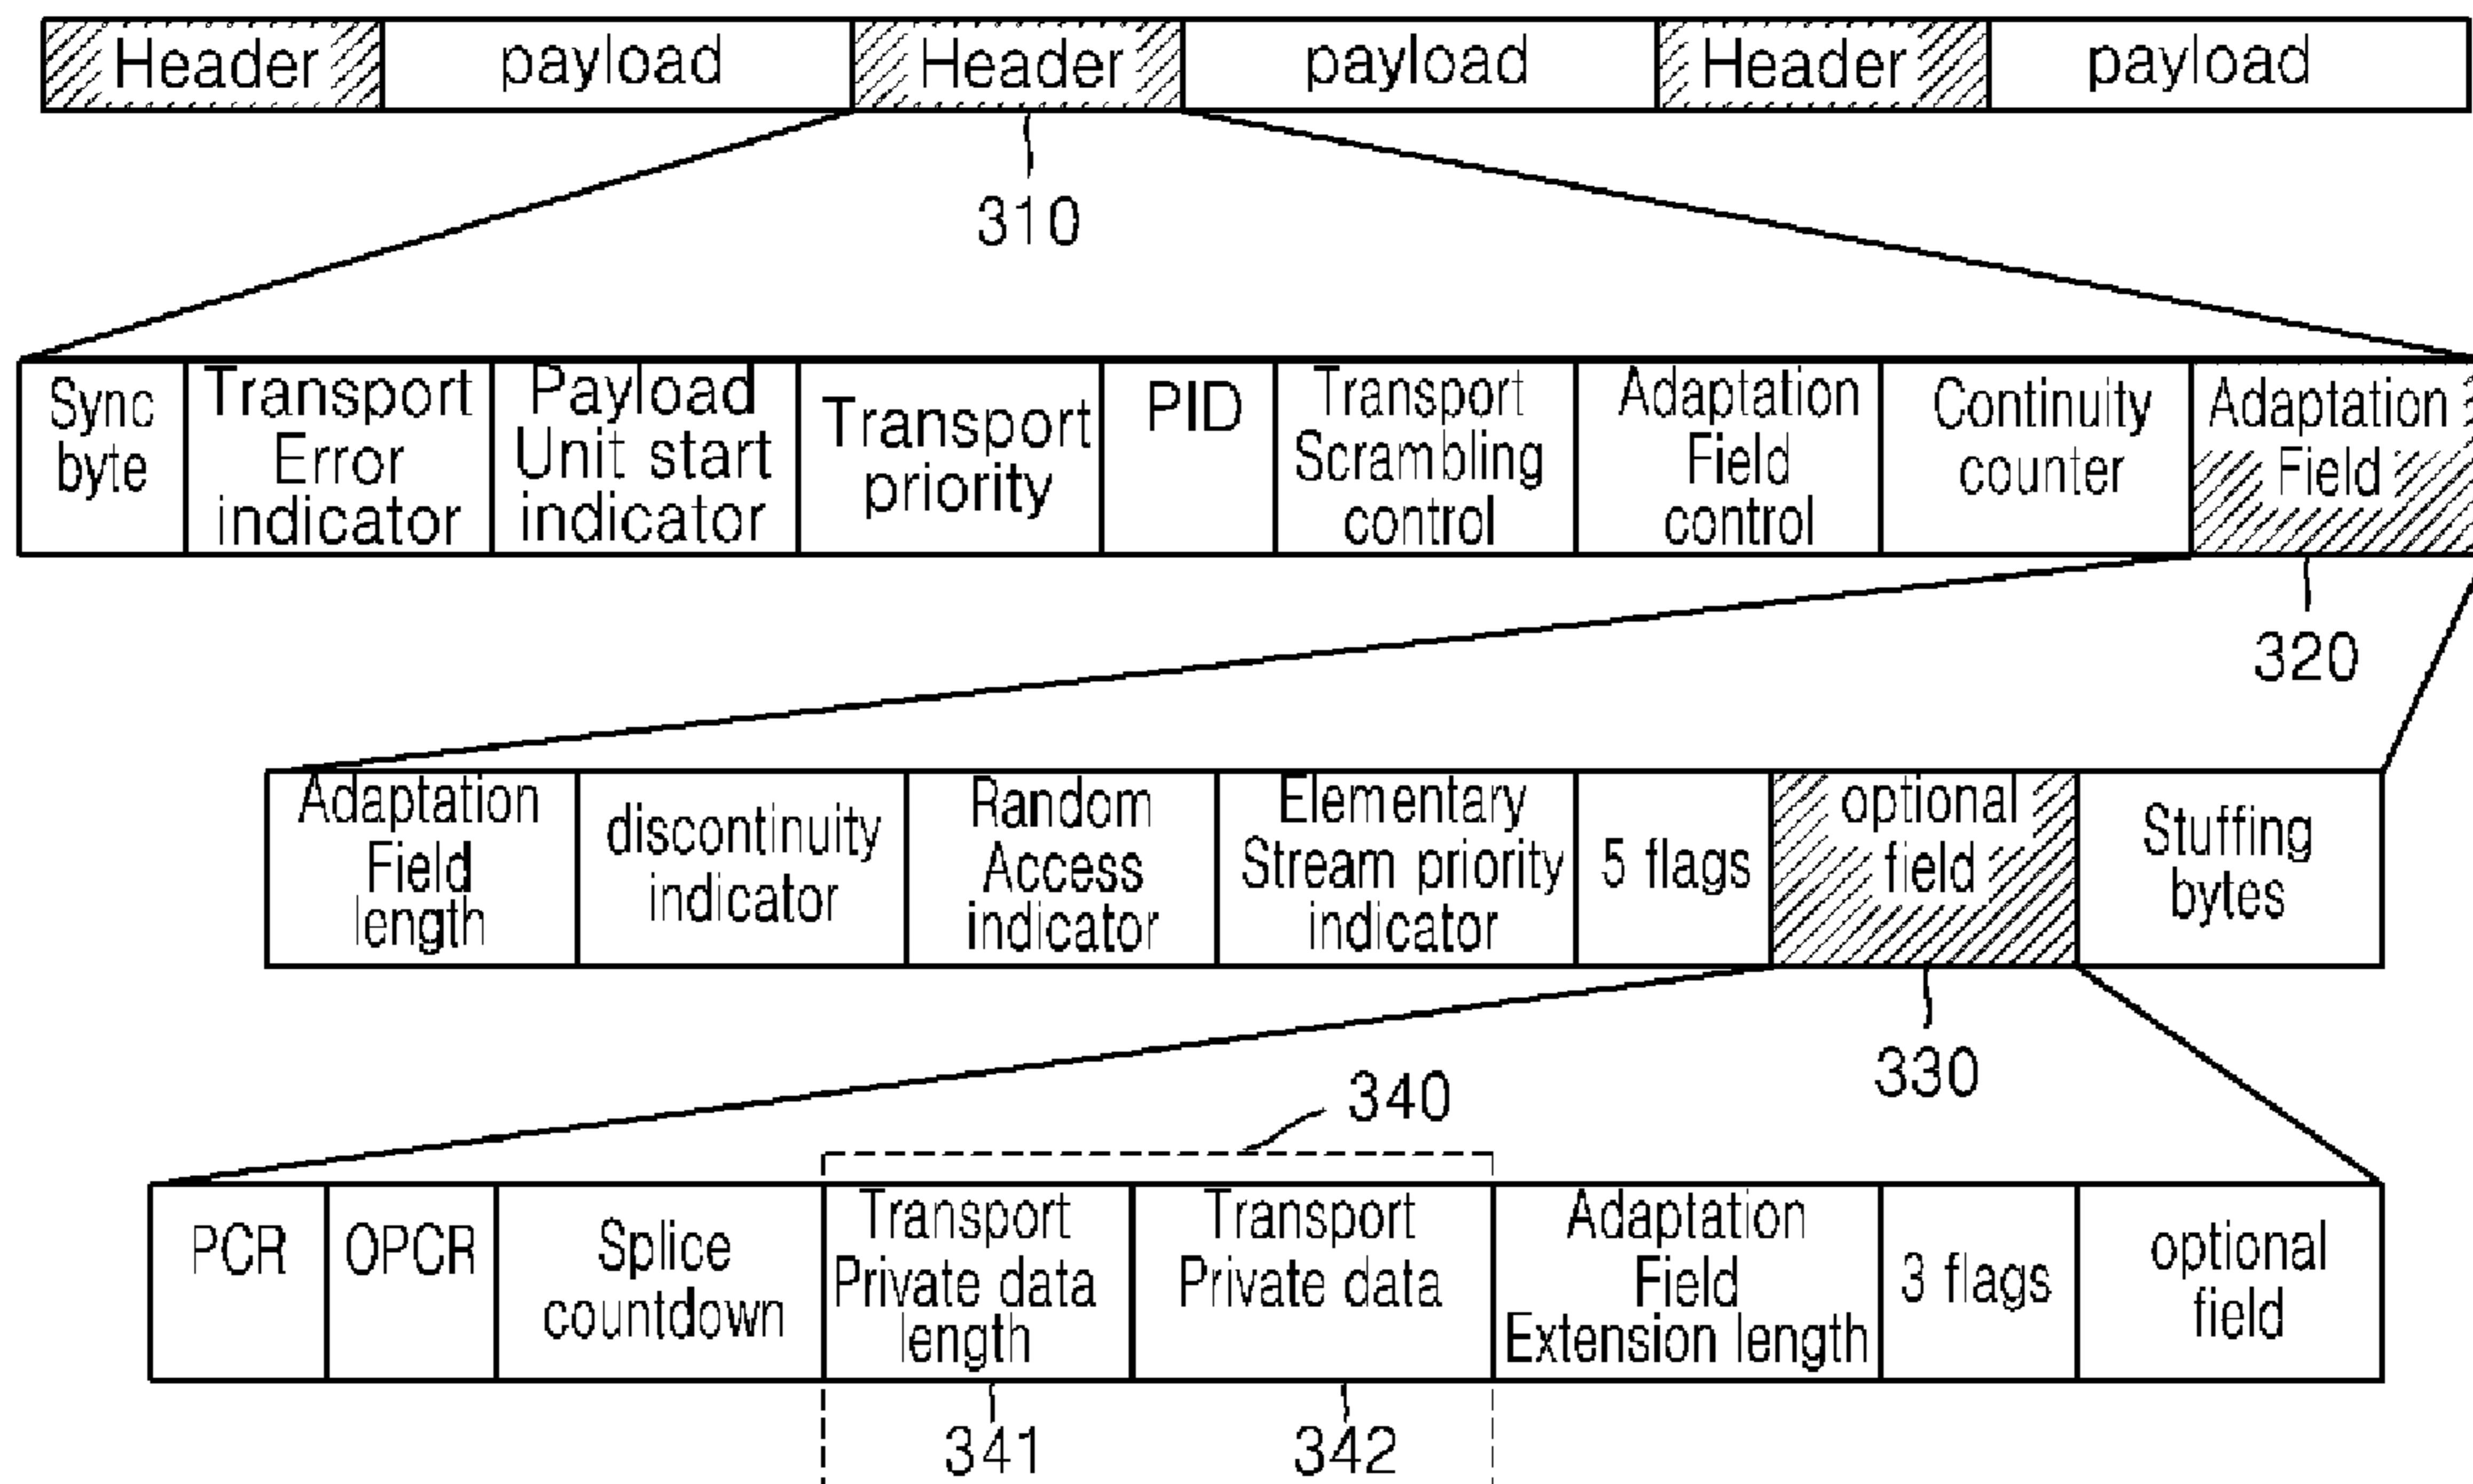 Header payload Header payload Header payload
310
Sync
byte
Transport
Error
indicator
Payload
Unit start
indicator
Transport
priority
PID
Transport
Scrambling
control
Adaptation
Field
control
Continuity
counter
Adaptation
Field
320
Adaptation
Field
length
discontinuity
indicator
Random
Access
indicator
Elementary
Stream priority
indicator
5 flags
optional
field
Stuffing
bytes
330
340
PCR
OPCR
Splice
countdown
Transport
Private data
length
Transport
Private data
Adaptation
Field
Extension length
3 flags
optional
field
341
342